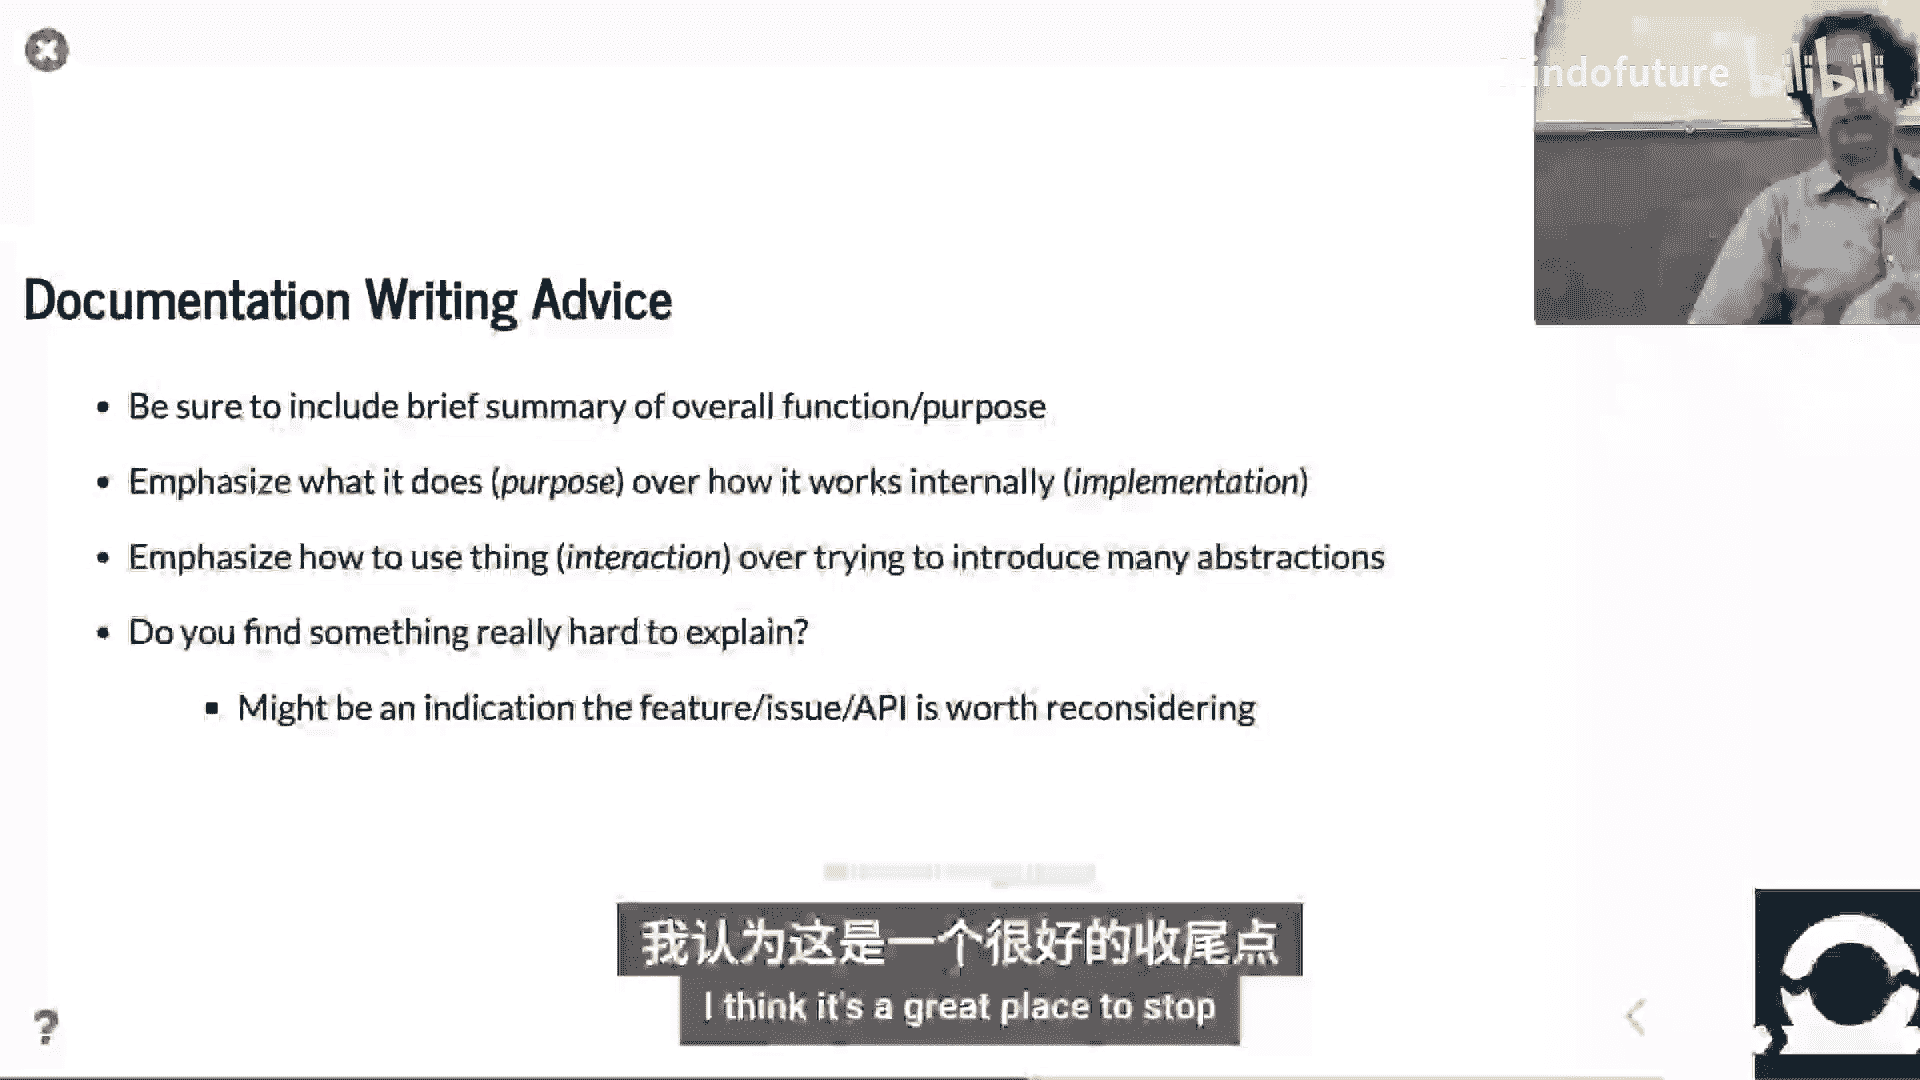 indofuture bilibili
Documentation Writing Advice
• Be sure to include brief summary of overall function/purpose
• Emphasize what it does (purpose) over how it works internally (implementation)
• Emphasize how to use thing (interaction) over trying to introduce many abstractions
• Do you find something really hard to explain?
▪ Might be an indication the feature/issue/API is worth reconsidering
我认为这是一个很好的收尾点
I think it's a great place to stop
?